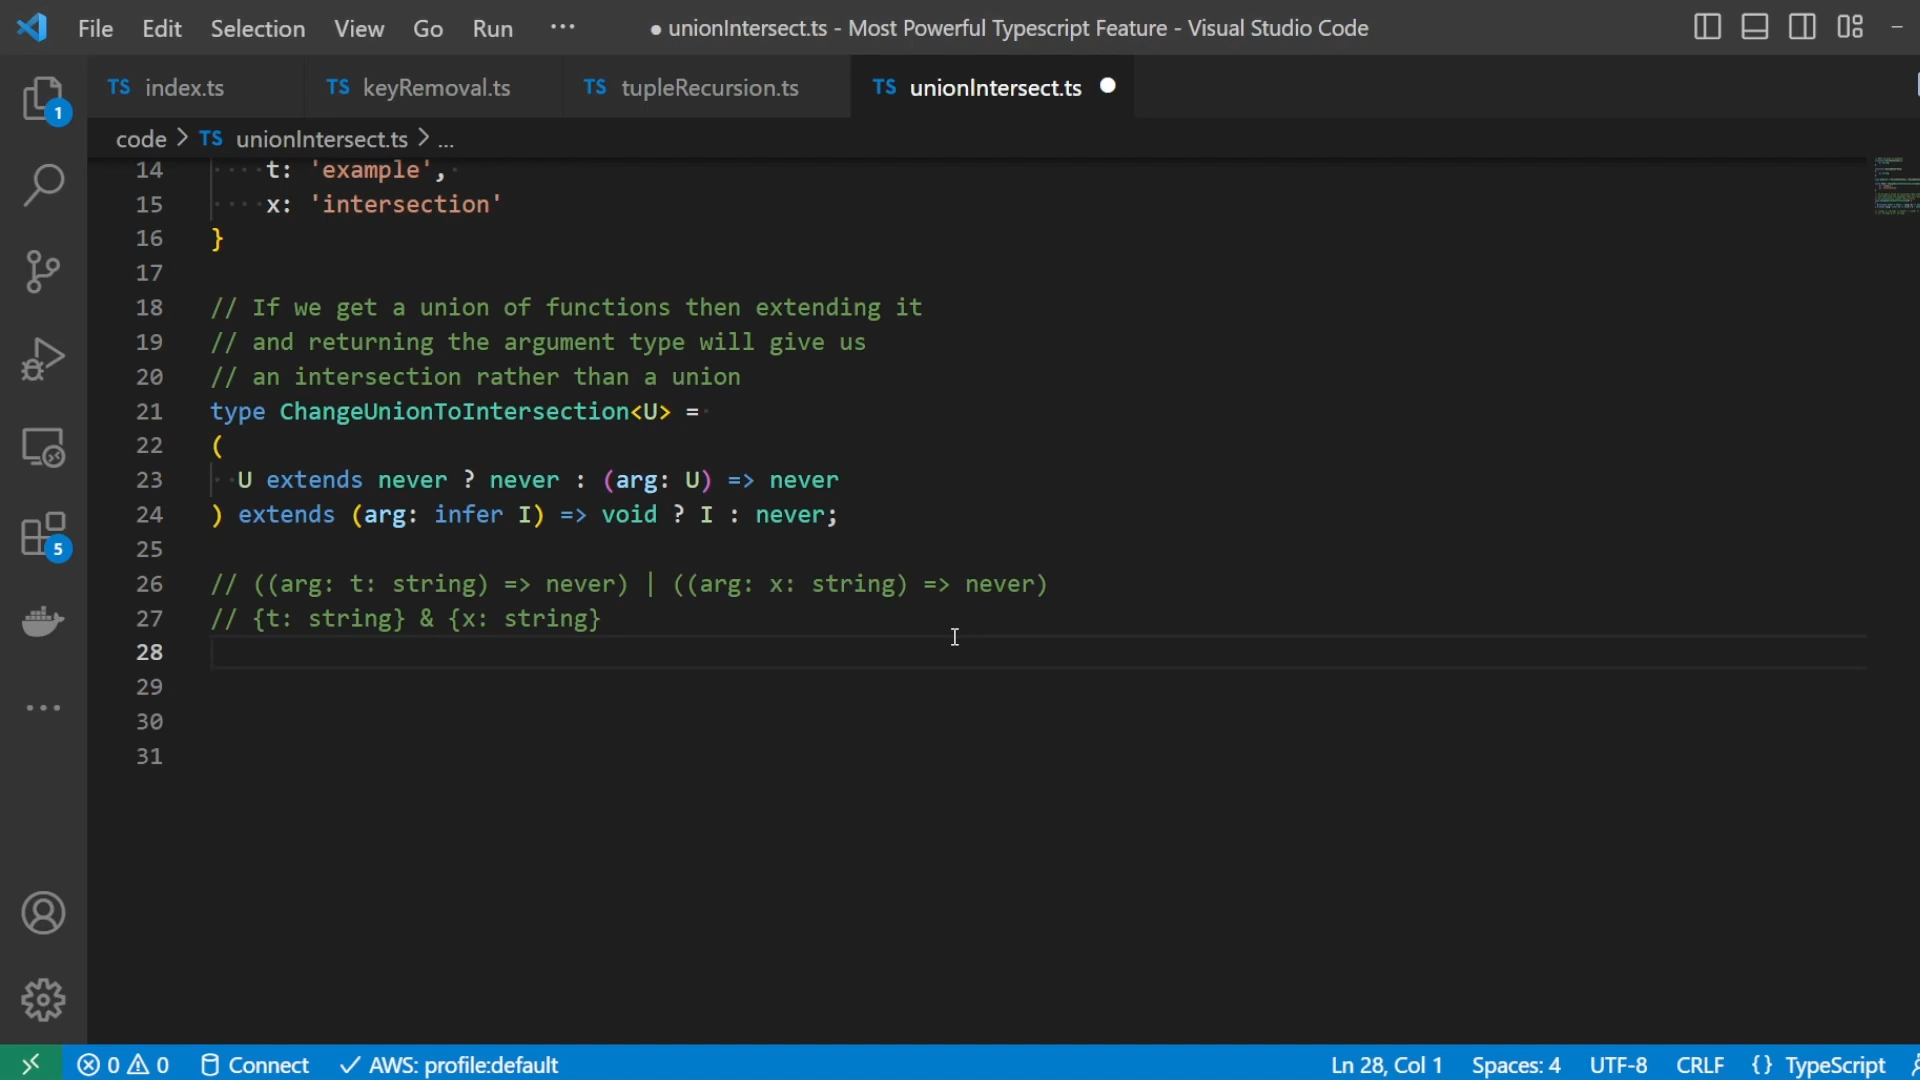 File Edit Selection View Go Run ··· ● unionIntersect.ts - Most Powerful Typescript Feature - Visual Studio Code
TS index.ts TS keyRemoval.ts TS tupleRecursion.ts TS unionIntersect.ts ●
code > TS unionIntersect.ts > ...
14 ····t: 'example',·
15 ····x: 'intersection'
16 }
17
18 // If we get a union of functions then extending it
19 // and returning the argument type will give us
20 // an intersection rather than a union
21 type ChangeUnionToIntersection<U> =·
22 (
23 ··U extends never ? never : (arg: U) => never
24 ) extends (arg: infer I) => void ? I : never;
25
26 // ((arg: t: string) => never) | ((arg: x: string) => never)
27 // {t: string} & {x: string}
28
29
30
31
1
5
0 0 Connect AWS: profile:default Ln 28, Col 1 Spaces: 4 UTF-8 CRLF {} TypeScript